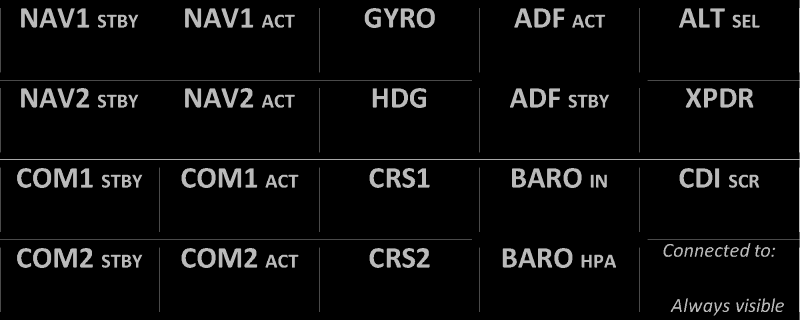 NAV1 STBY NAV1 ACT GYRO ADF ACT ALT SEL
NAV2 STBY NAV2 ACT HDG ADF STBY XPDR
COM1 STBY COM1 ACT CRS1 BARO IN CDI SCR
COM2 STBY COM2 ACT CRS2 BARO HPA Connected to:
Always visible